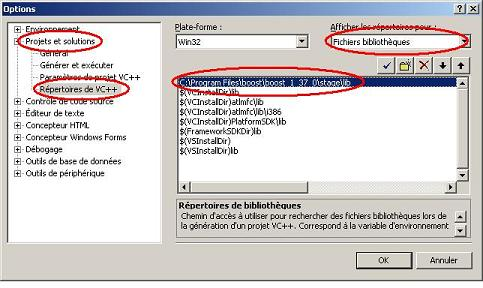 Options
Environnement
Projets et solutions
Général
Générer et exécuter
Paramètres de projet VC++
Répertoires de VC++
Contrôle de code source
Éditeur de texte
Concepteur HTML
Concepteur Windows Forms
Débogage
Outils de base de données
Outils de périphérique
Plate-forme :
Win32
Afficher les répertoires pour :
Fichiers bibliothèques
C:\Program Files\boost\boost_1_37_0\stage\lib
$(VCInstallDir)lib
$(VCInstallDir)atlmfc\lib
$(VCInstallDir)atlmfc\lib\i386
$(VCInstallDir)PlatformSDK\lib
$(FrameworkSDKDir)lib
$(VSInstallDir)
$(VSInstallDir)lib
Répertoires de bibliothèques
Chemin d'accès à utiliser pour rechercher des fichiers bibliothèques lors de
la génération d'un projet VC++. Correspond à la variable d'environnement
OK
Annuler